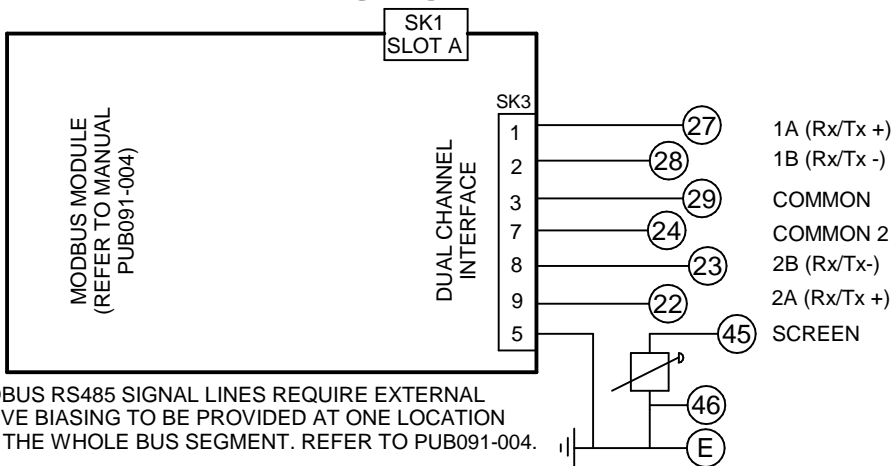 SK1
SLOT A
MODBUS MODULE
(REFER TO MANUAL
PUB091-004)
DUAL CHANNEL
INTERFACE
SK3
1
27
1A (Rx/Tx +)
2
28
1B (Rx/Tx -)
3
29
COMMON
7
24
COMMON 2
8
23
2B (Rx/Tx-)
9
22
2A (Rx/Tx +)
5
45
SCREEN
46
E
DBUS RS485 SIGNAL LINES REQUIRE EXTERNAL
VE BIASING TO BE PROVIDED AT ONE LOCATION
THE WHOLE BUS SEGMENT. REFER TO PUB091-004.